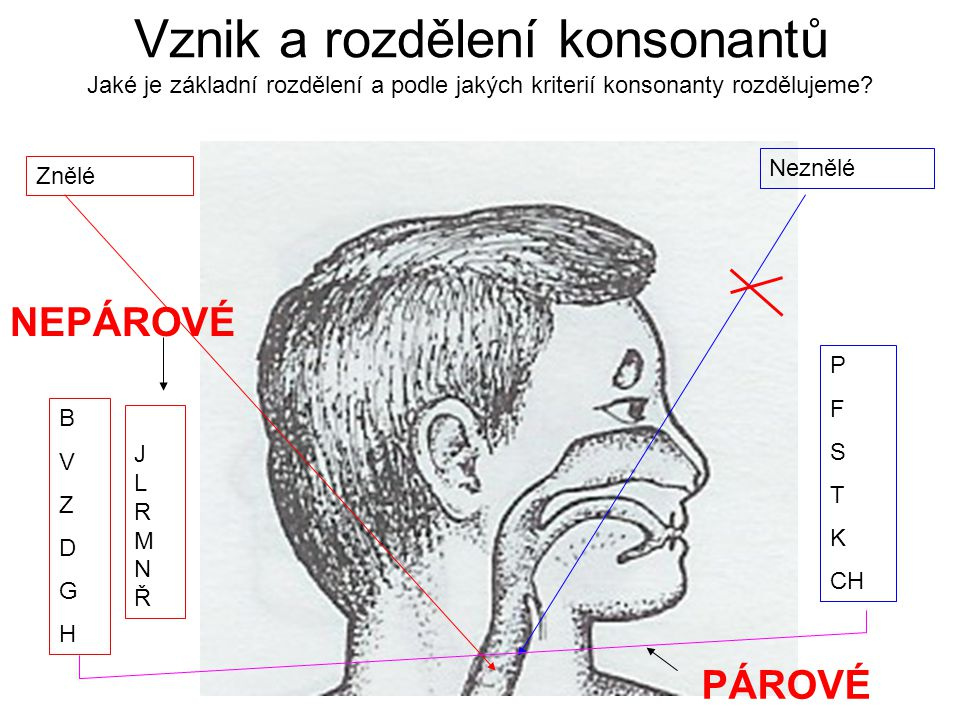 Vznik a rozdělení konsonantů
Jaké je základní rozdělení a podle jakých kriterií konsonanty rozdělujeme?
Znělé
Neznělé
NEPÁROVÉ
B
V
Z
D
G
H
J
L
R
M
N
Ř
P
F
S
T
K
CH
PÁROVÉ